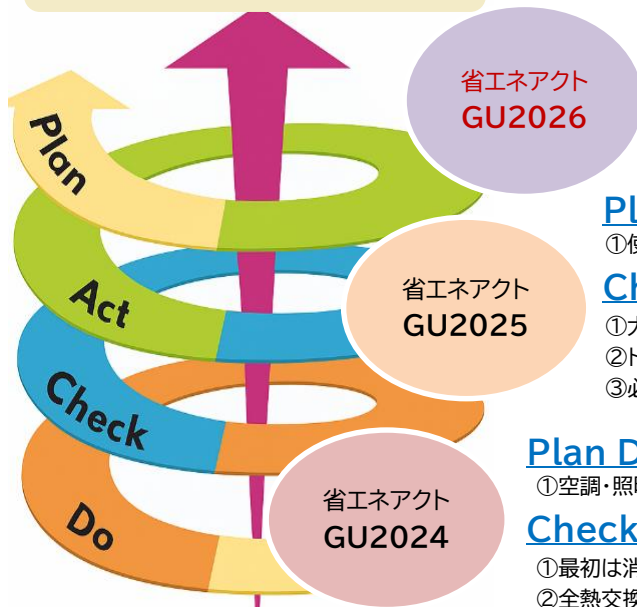 省エネアクト
GU2026
Plan
Pl
①使
Act
省エネアクト
GU2025
Ch
①ナ
②ト
③必
Check
Plan D
①空調・照明
省エネアクト
GU2024
Do
Check
①最初は消
②全熱交換